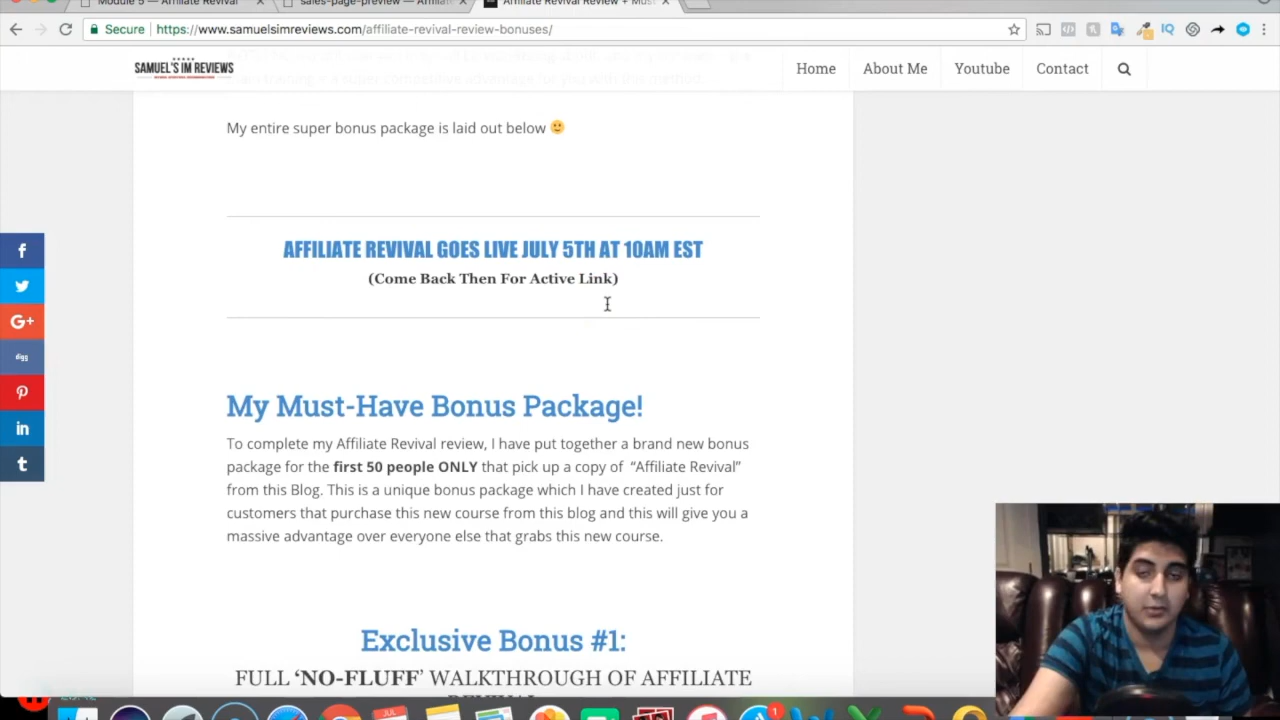 Module 5 — Affiliate Revival
sales-page-preview — Affiliate
Affiliate Revival Review + Mus
Secure
https://www.samuelsimreviews.com/affiliate-revival-review-bonuses/
SAMUEL'S IM REVIEWS
Home
About Me
Youtube
Contact
My entire super bonus package is laid out below
AFFILIATE REVIVAL GOES LIVE JULY 5TH AT 10AM EST
(Come Back Then For Active Link)
f
G+
digg
in
t
My Must-Have Bonus Package!
To complete my Affiliate Revival review, I have put together a brand new bonus
package for the first 50 people ONLY that pick up a copy of “Affiliate Revival”
from this Blog. This is a unique bonus package which I have created just for
customers that purchase this new course from this blog and this will give you a
massive advantage over everyone else that grabs this new course.
Exclusive Bonus #1:
FULL ‘NO-FLUFF’ WALKTHROUGH OF AFFILIATE
JUL
1